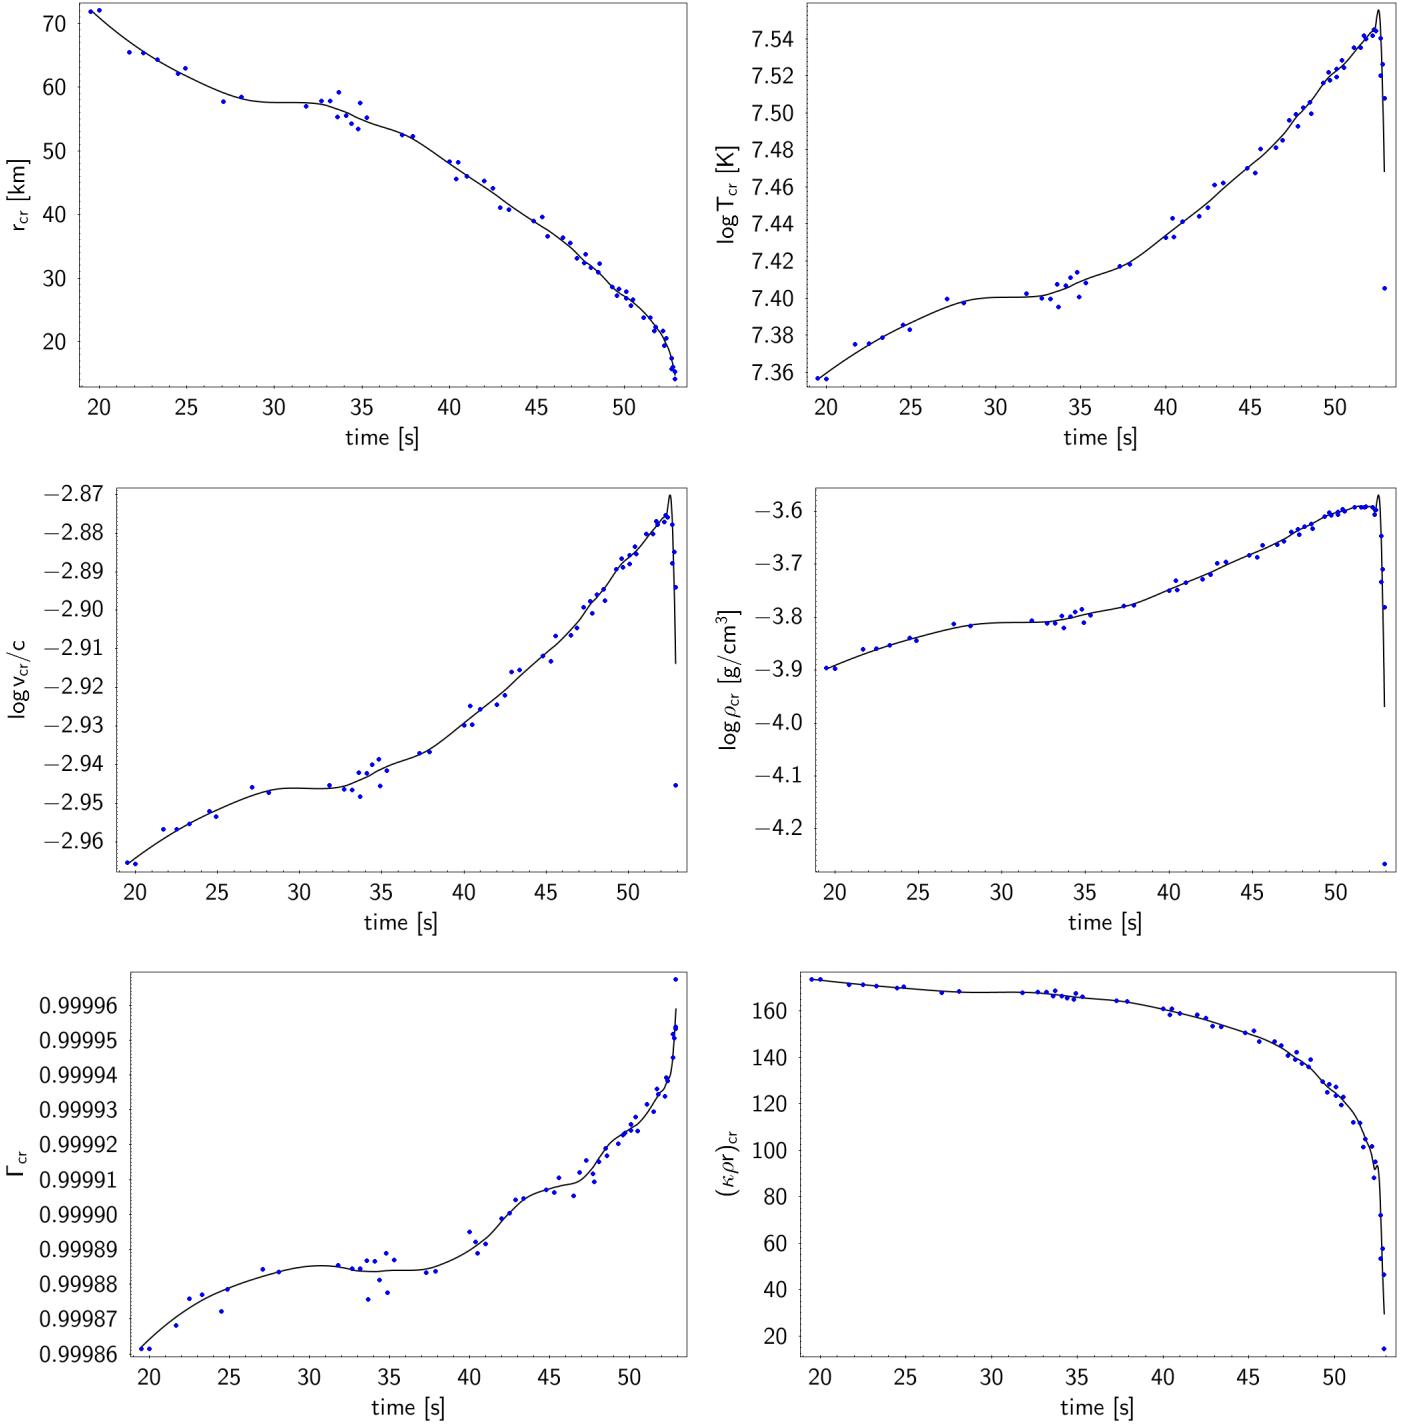 70
60
50
40
30
20
r_cr [km]
20 25 30 35 40 45 50
time [s]
7.54
7.52
7.50
7.48
7.46
7.44
7.42
7.40
7.38
7.36
log T_cr [K]
20 25 30 35 40 45 50
time [s]
−2.87
−2.88
−2.89
−2.90
−2.91
−2.92
−2.93
−2.94
−2.95
−2.96
log v_cr/c
20 25 30 35 40 45 50
time [s]
−3.6
−3.7
−3.8
−3.9
−4.0
−4.1
−4.2
log ρ_cr [g/cm³]
20 25 30 35 40 45 50
time [s]
0.99996
0.99995
0.99994
0.99993
0.99992
0.99991
0.99990
0.99989
0.99988
0.99987
0.99986
Γ_cr
20 25 30 35 40 45 50
time [s]
160
140
120
100
80
60
40
20
(κρr)_cr
20 25 30 35 40 45 50
time [s]